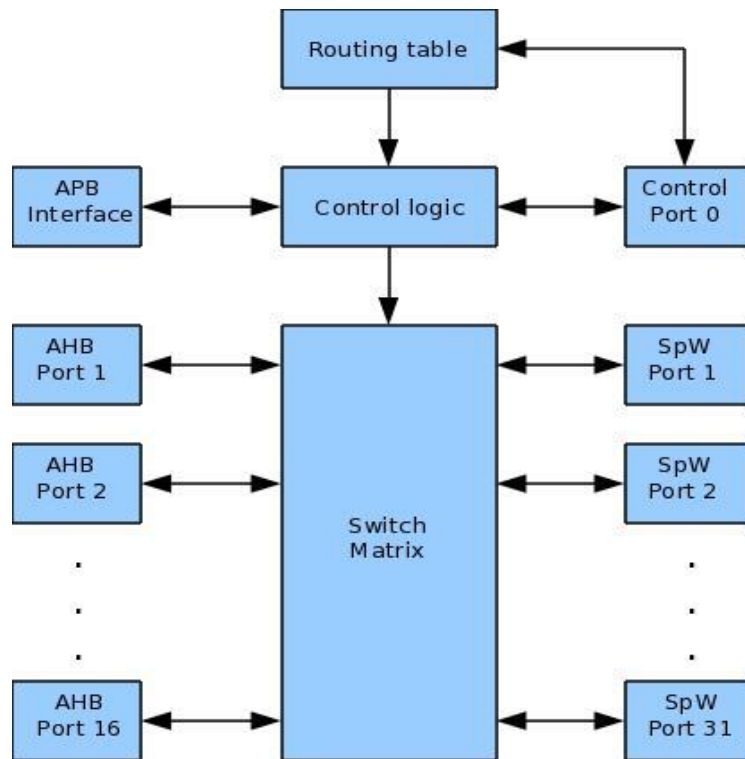 Routing table
APB
Interface
Control logic
Control
Port 0
AHB
Port 1
SpW
Port 1
AHB
Port 2
SpW
Port 2
Switch
Matrix
.
.
.
.
.
.
AHB
Port 16
SpW
Port 31